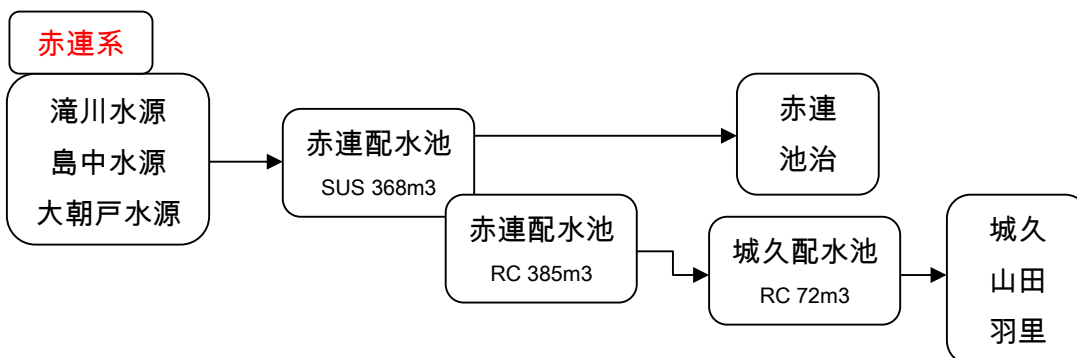 赤連系
滝川水源
島中水源
大朝戸水源
赤連配水池
SUS 368m3
赤連
池治
赤連配水池
RC 385m3
城久配水池
RC 72m3
城久
山田
羽里